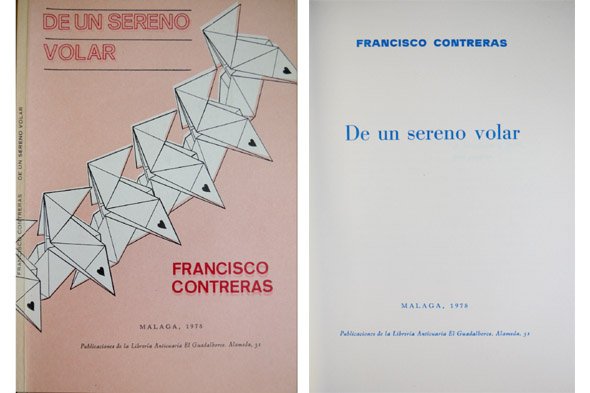 DE UN SERENO
VOLAR
FRANCISCO CONTRERAS DE UN SERENO VOLAR
FRANCISCO
CONTRERAS
MALAGA, 1978
Publicaciones de la Librería Anticuaria El Guadalhorce. Alameda, 31
FRANCISCO CONTRERAS
De un sereno volar
MALAGA, 1978
Publicaciones de la Librería Anticuaria El Guadalhorce. Alameda, 31